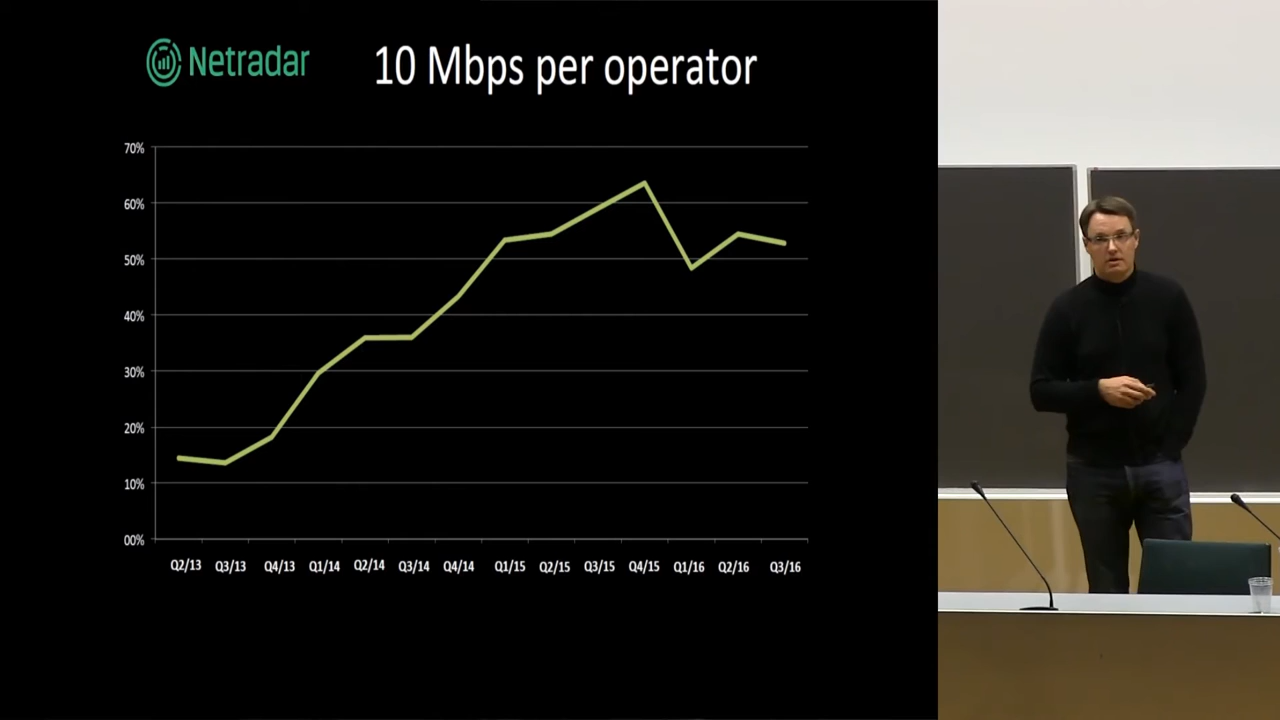 Netradar
10 Mbps per operator
70%
60%
50%
40%
30%
20%
10%
00%
Q2/13 Q3/13 Q4/13 Q1/14 Q2/14 Q3/14 Q4/14 Q1/15 Q2/15 Q3/15 Q4/15 Q1/16 Q2/16 Q3/16